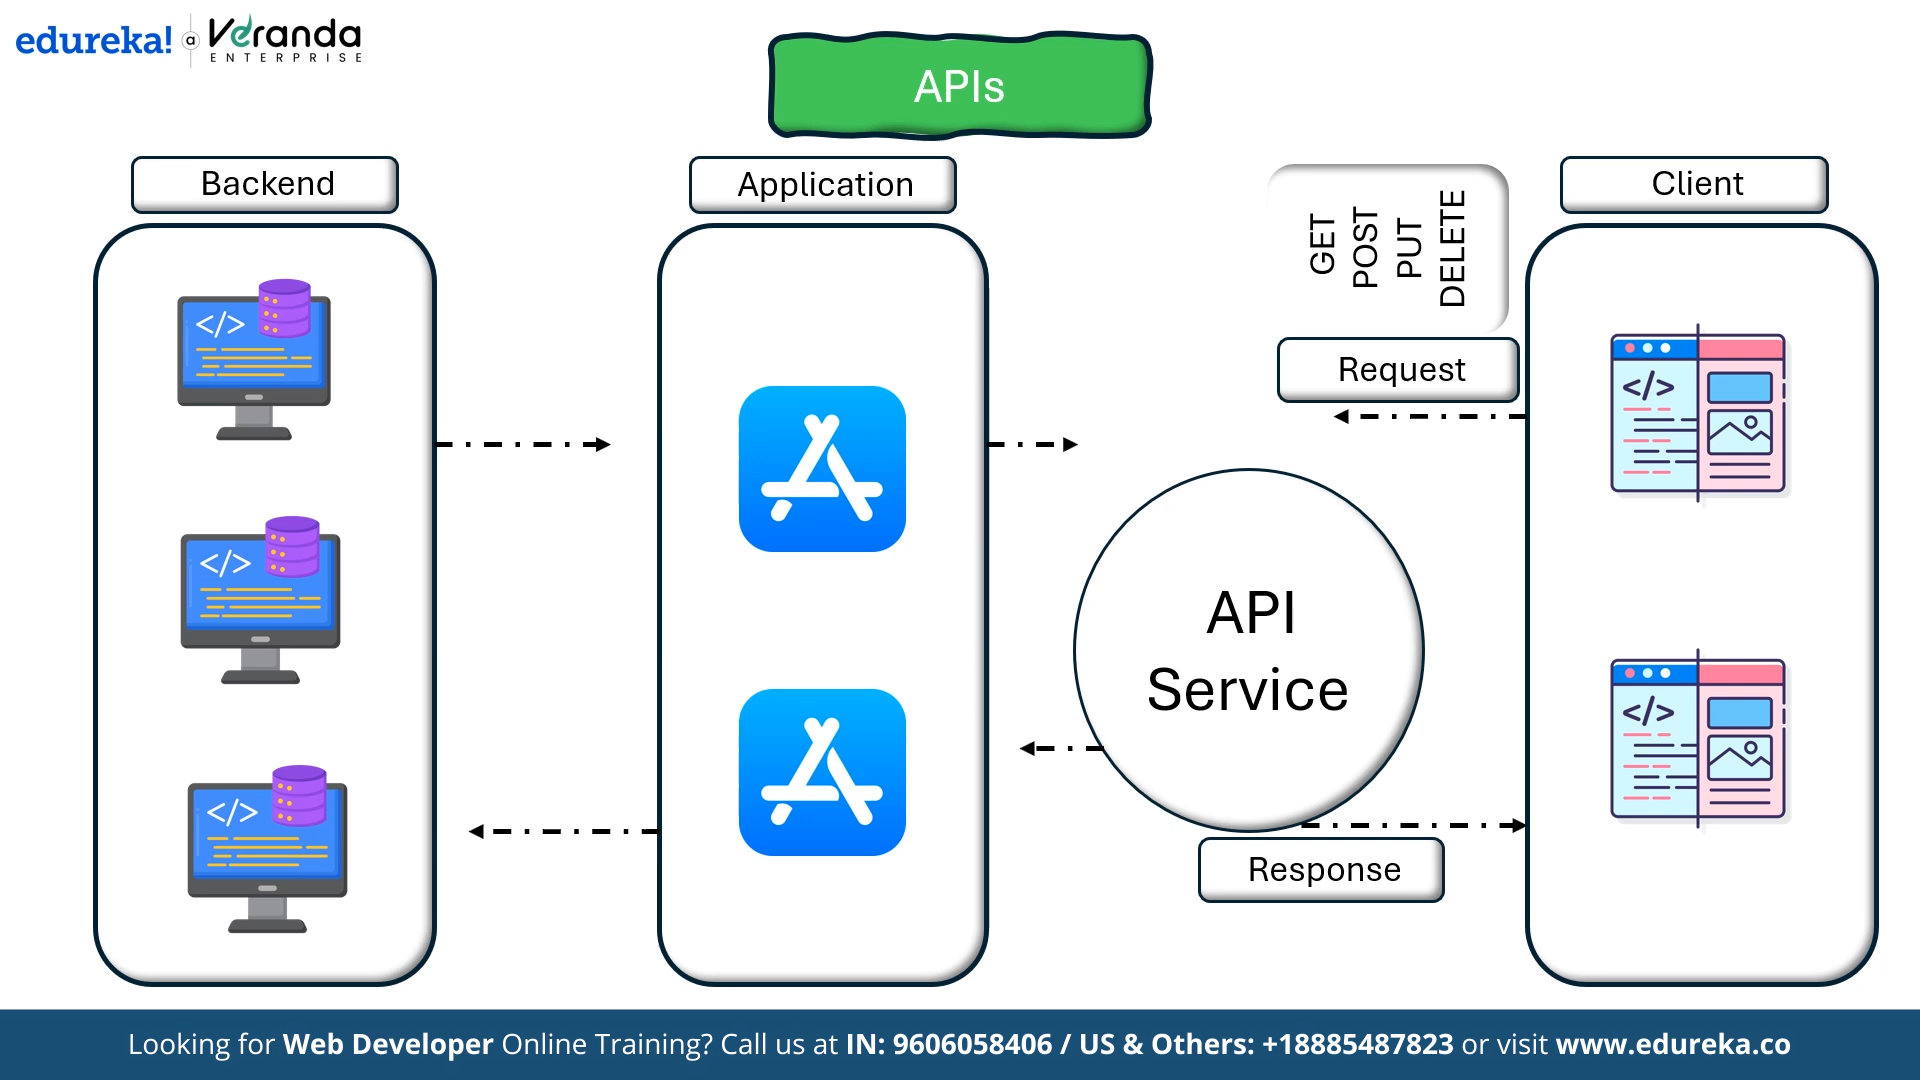 edureka!
a
Veranda
ENTERPRISE
APIs
Backend
Application
GET
POST
PUT
DELETE
Client
Request
</>
</>
</>
</>
</>
API
Service
Response
Looking for Web Developer Online Training? Call us at IN: 9606058406 / US & Others: +18885487823 or visit www.edureka.co